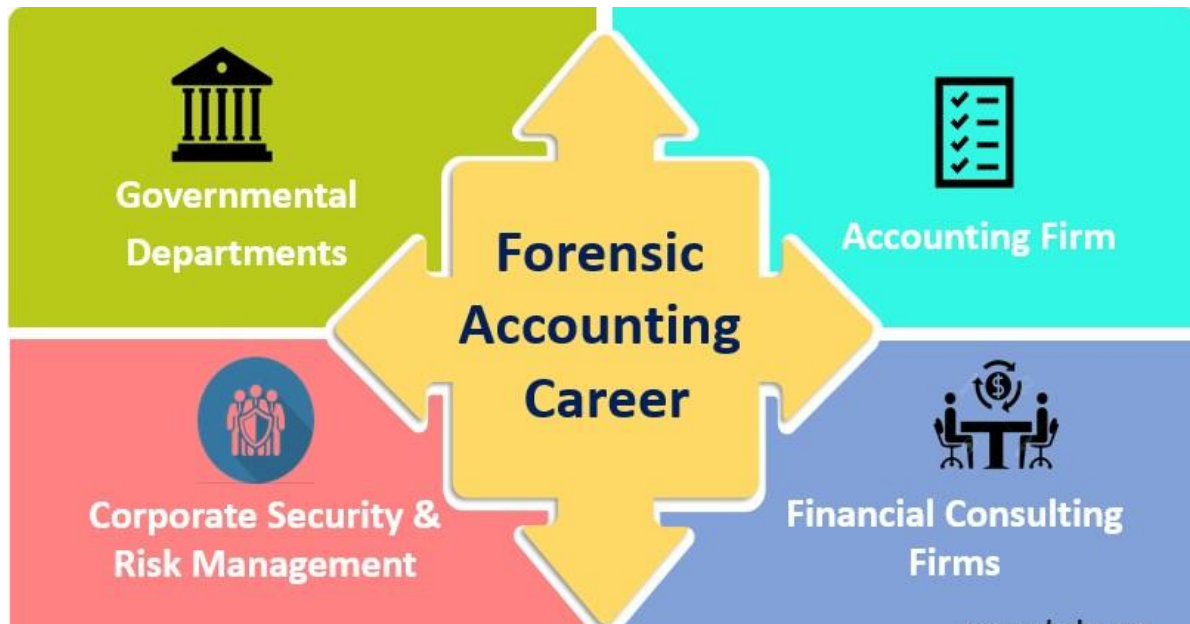 Governmental
Departments
Accounting Firm
Forensic
Accounting
Career
Corporate Security &
Risk Management
Financial Consulting
Firms